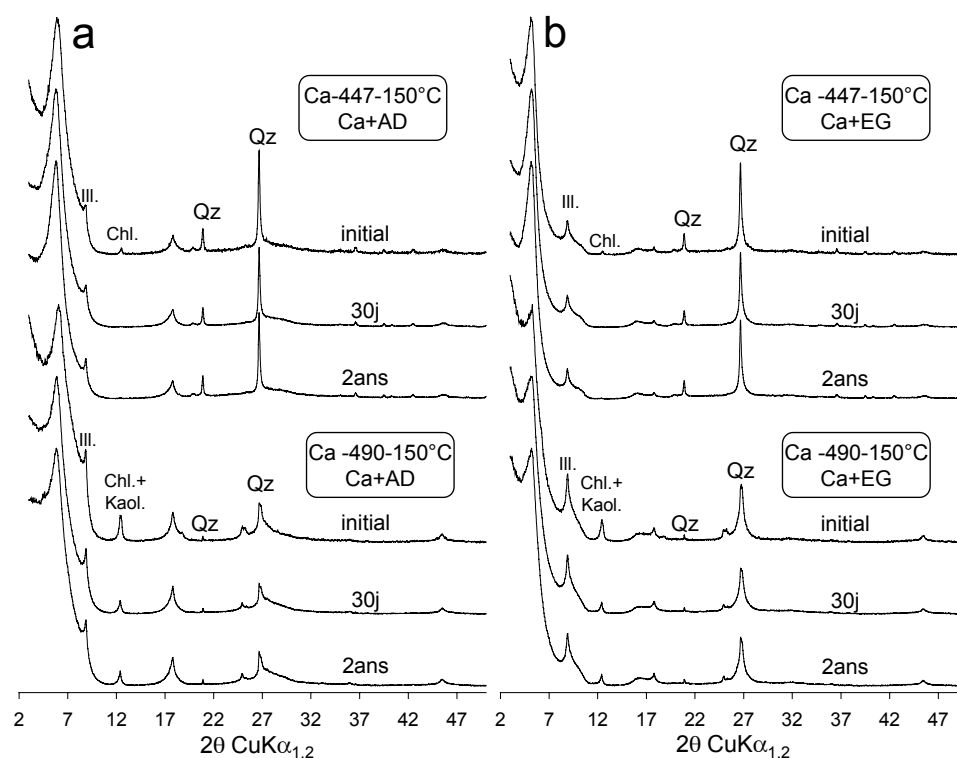 a
Ca-447-150°C
Ca+AD
Ill.
Chl.
Qz
Qz
initial
30j
2ans
Ca -490-150°C
Ca+AD
Ill.
Chl.+
Kaol.
Qz
Qz
initial
30j
2ans
2 7 12 17 22 27 32 37 42 47
2θ CuKα1.2
b
Ca -447-150°C
Ca+EG
Ill.
Chl.
Qz
Qz
initial
30j
2ans
Ca -490-150°C
Ca+EG
Ill.
Chl.+
Kaol.
Qz
Qz
initial
30j
2ans
2 7 12 17 22 27 32 37 42 47
2θ CuKα1.2